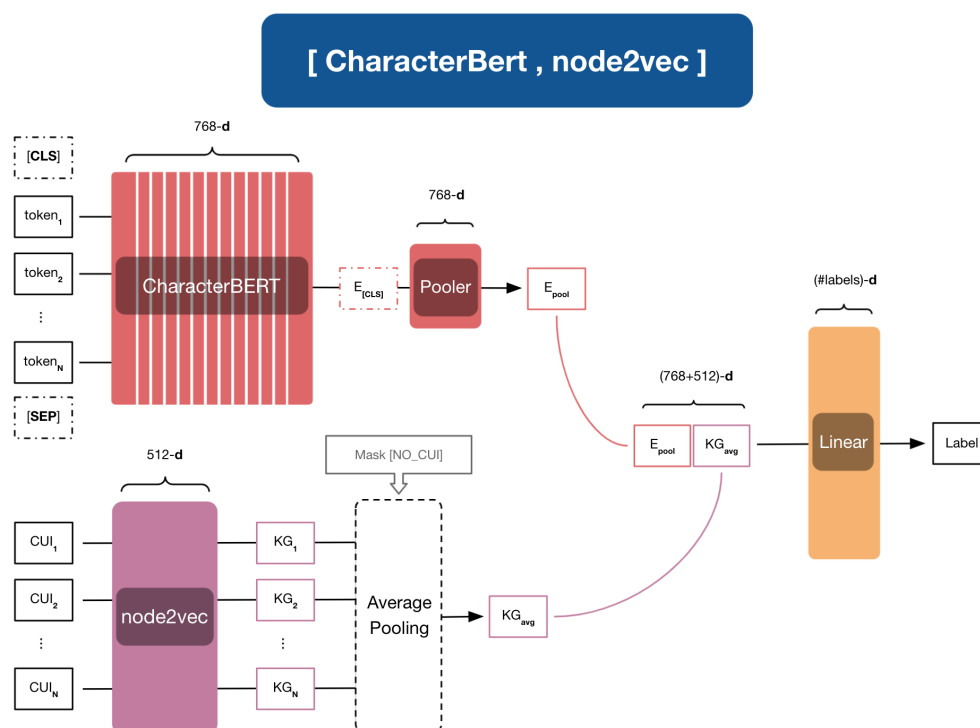 [ CharacterBert , node2vec ]
768-d
[CLS]
token1
token2
⋮
tokenN
[SEP]
CharacterBERT
E[CLS]
768-d
Pooler
Epool
(768+512)-d
Epool KGavg
(#labels)-d
Linear
Label
512-d
CUI1
CUI2
⋮
CUIN
node2vec
KG1
KG2
⋮
KGN
Mask [NO_CUI]
Average
Pooling
KGavg